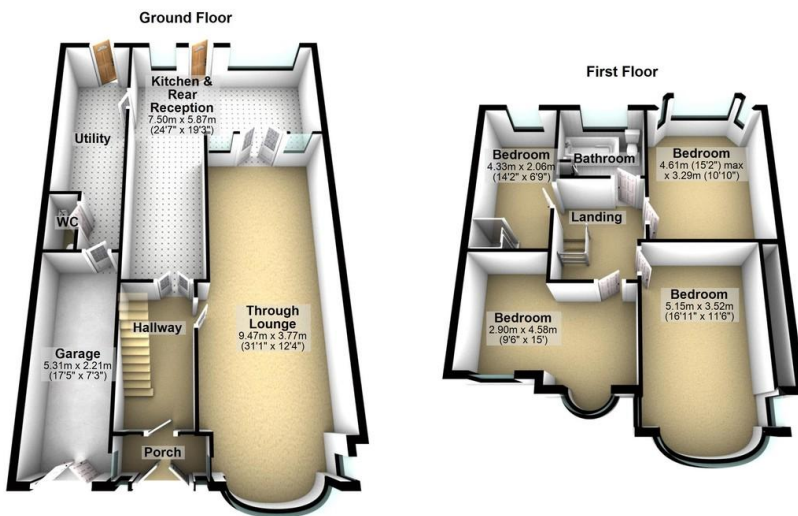 Ground Floor
Kitchen &
Rear
Reception
7.50m x 5.87m
(24'7" x 19'3")
Utility
WC
Hallway
Through
Lounge
9.47m x 3.77m
(31'1" x 12'4")
Garage
5.31m x 2.21m
(17'5" x 7'3")
Porch
First Floor
Bedroom
4.33m x 2.06m
(14'2" x 6'9")
Bathroom
Bedroom
4.61m (15'2") max
x 3.29m (10'10")
Landing
Bedroom
2.90m x 4.58m
(9'6" x 15')
Bedroom
5.15m x 3.52m
(16'11" x 11'6")